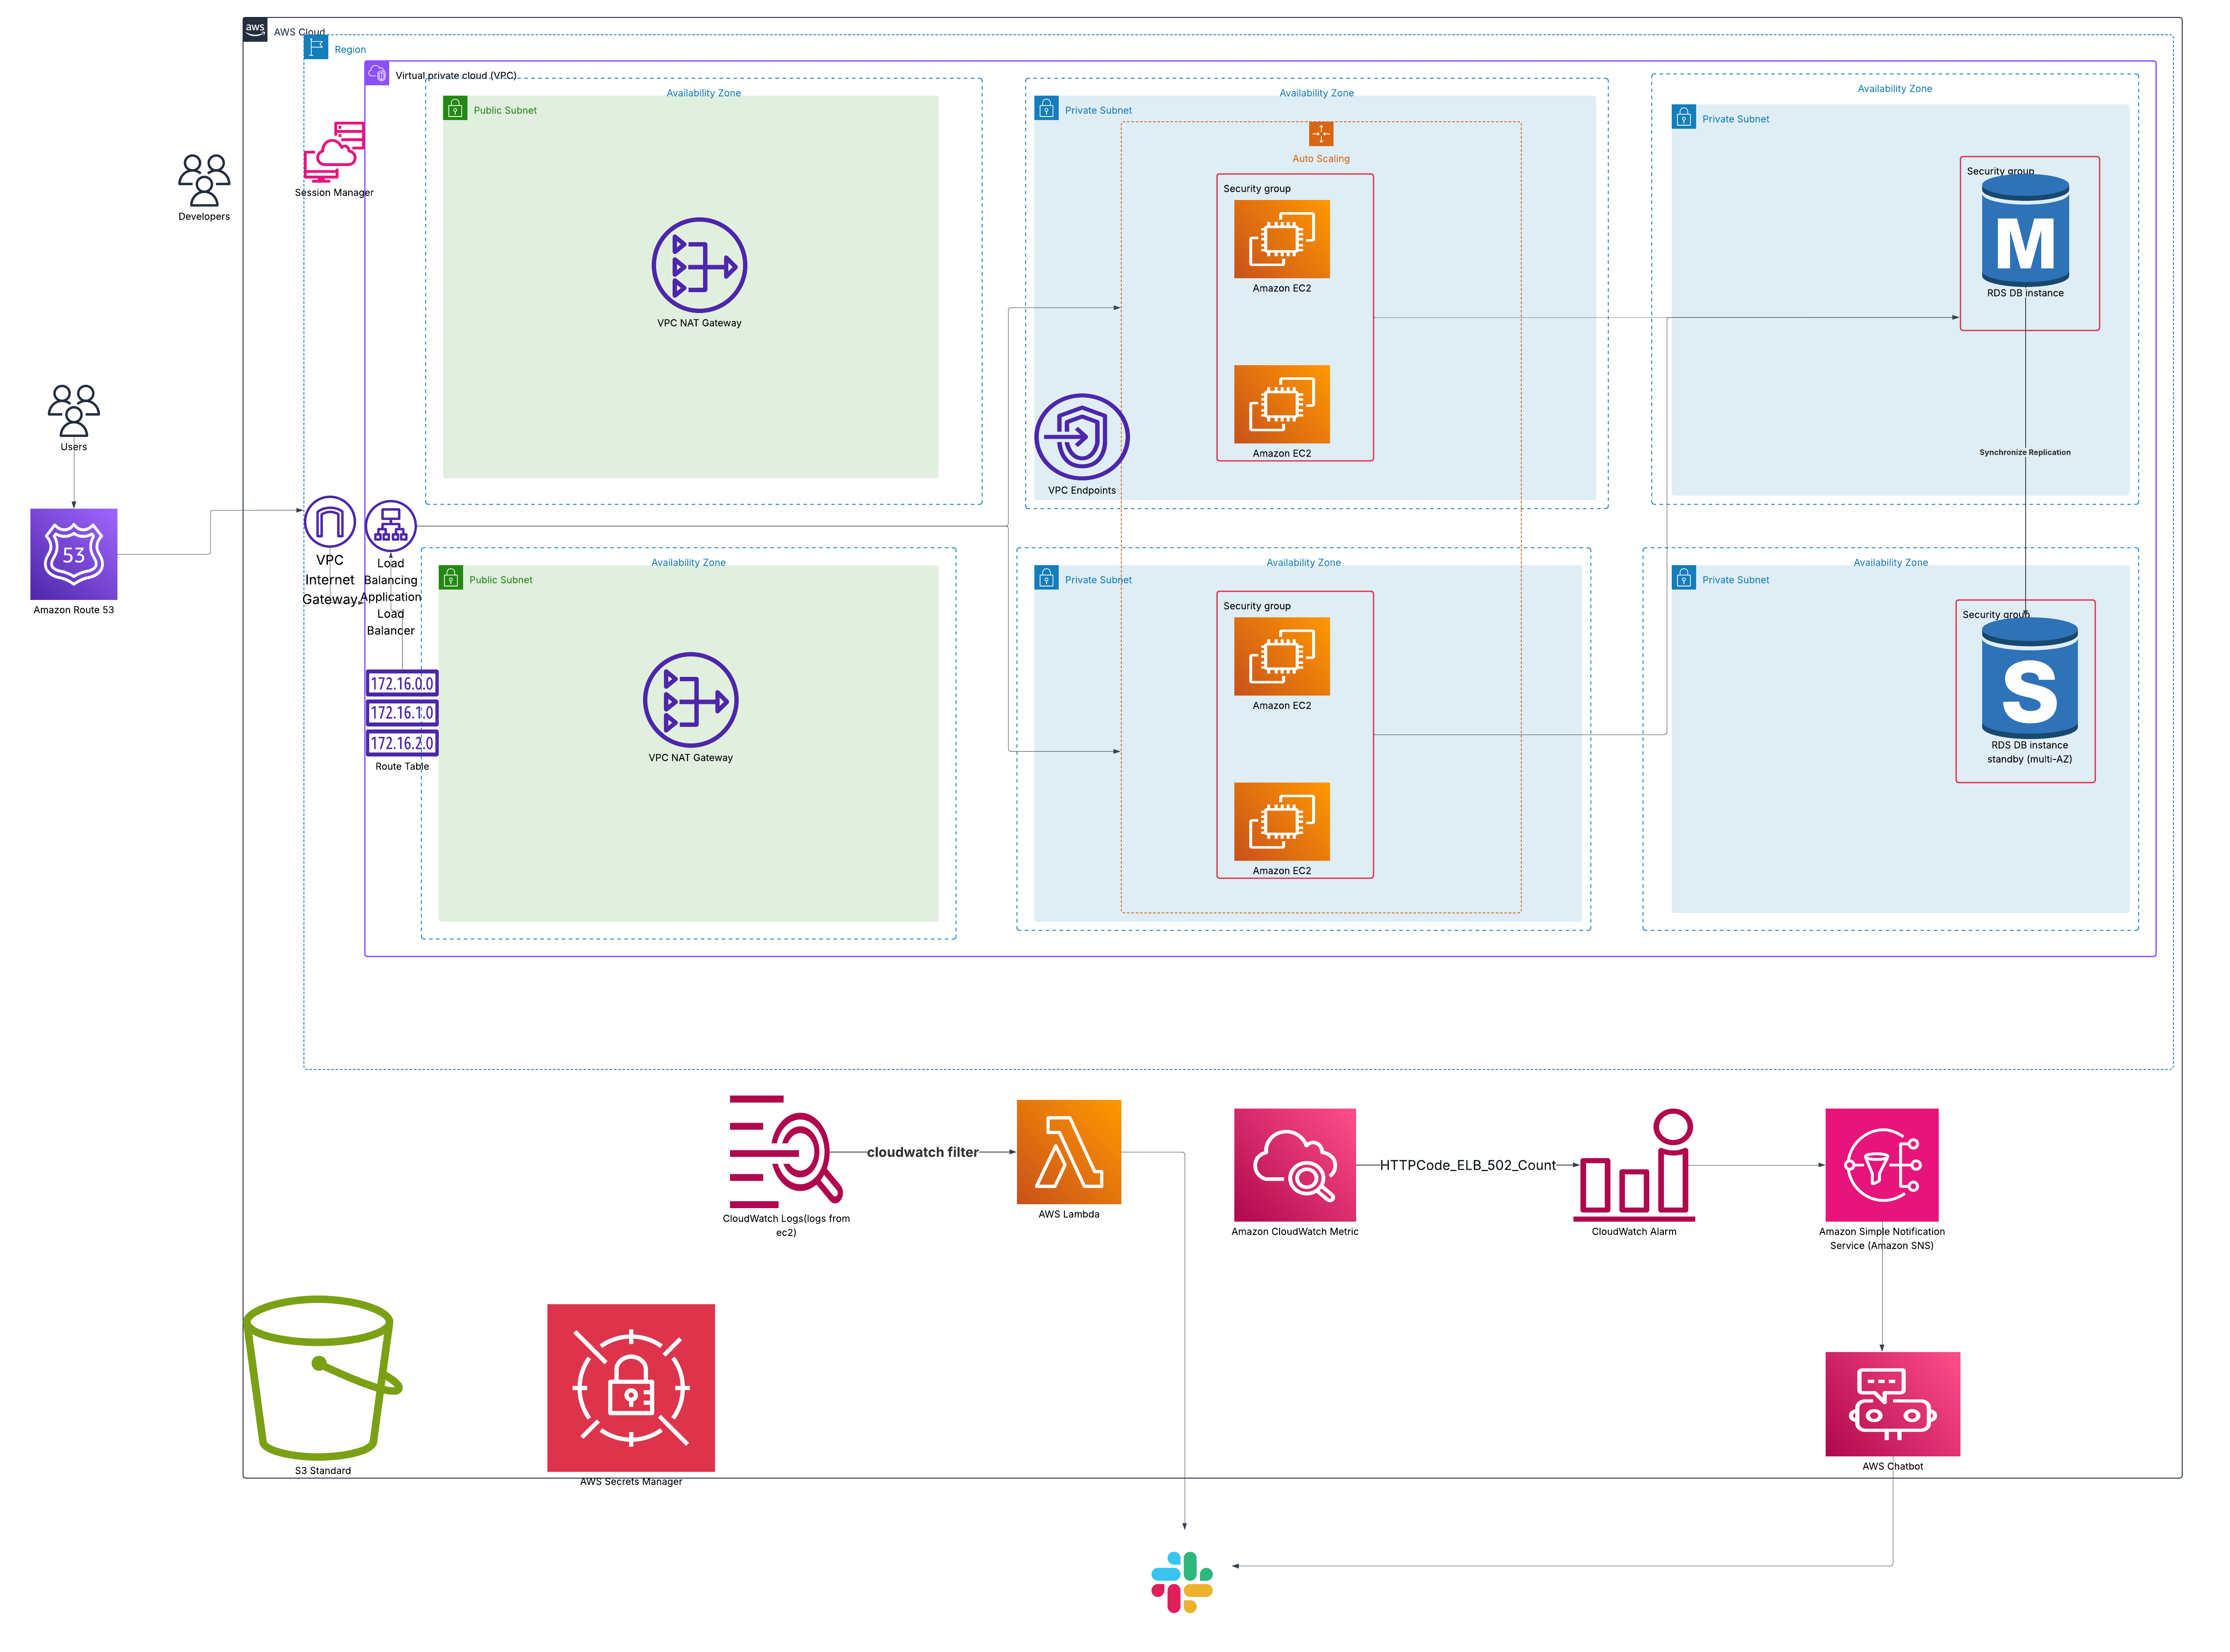 aws
AWS Cloud
Region
Virtual private cloud (VPC)
Availability Zone
Public Subnet
VPC NAT Gateway
Availability Zone
Private Subnet
Auto Scaling
Security group
Amazon EC2
Amazon EC2
VPC Endpoints
Availability Zone
Private Subnet
Security group
M
RDS DB instance
Synchronize Replication
Session Manager
Developers
Users
53
Amazon Route 53
VPC
Internet
Gateway
Load
Balancing
Application
Load
Balancer
172.16.0.0
172.16.1.0
172.16.2.0
Route Table
Availability Zone
Public Subnet
VPC NAT Gateway
Availability Zone
Private Subnet
Security group
Amazon EC2
Amazon EC2
Availability Zone
Private Subnet
Security group
S
RDS DB instance
standby (multi-AZ)
CloudWatch Logs(logs from
ec2)
cloudwatch filter
AWS Lambda
Amazon CloudWatch Metric
HTTPCode_ELB_502_Count
CloudWatch Alarm
Amazon Simple Notification
Service (Amazon SNS)
S3 Standard
AWS Secrets Manager
AWS Chatbot